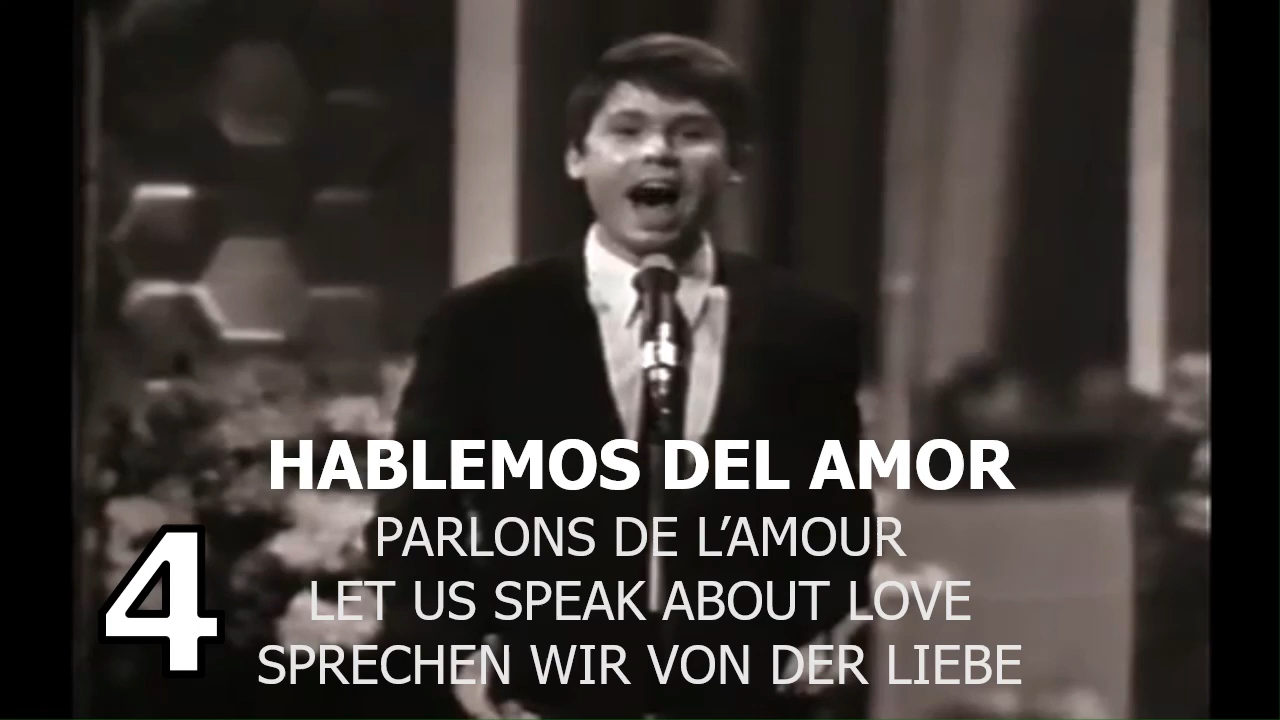 HABLEMOS DEL AMOR
PARLONS DE L’AMOUR
LET US SPEAK ABOUT LOVE
SPRECHEN WIR VON DER LIEBE
4